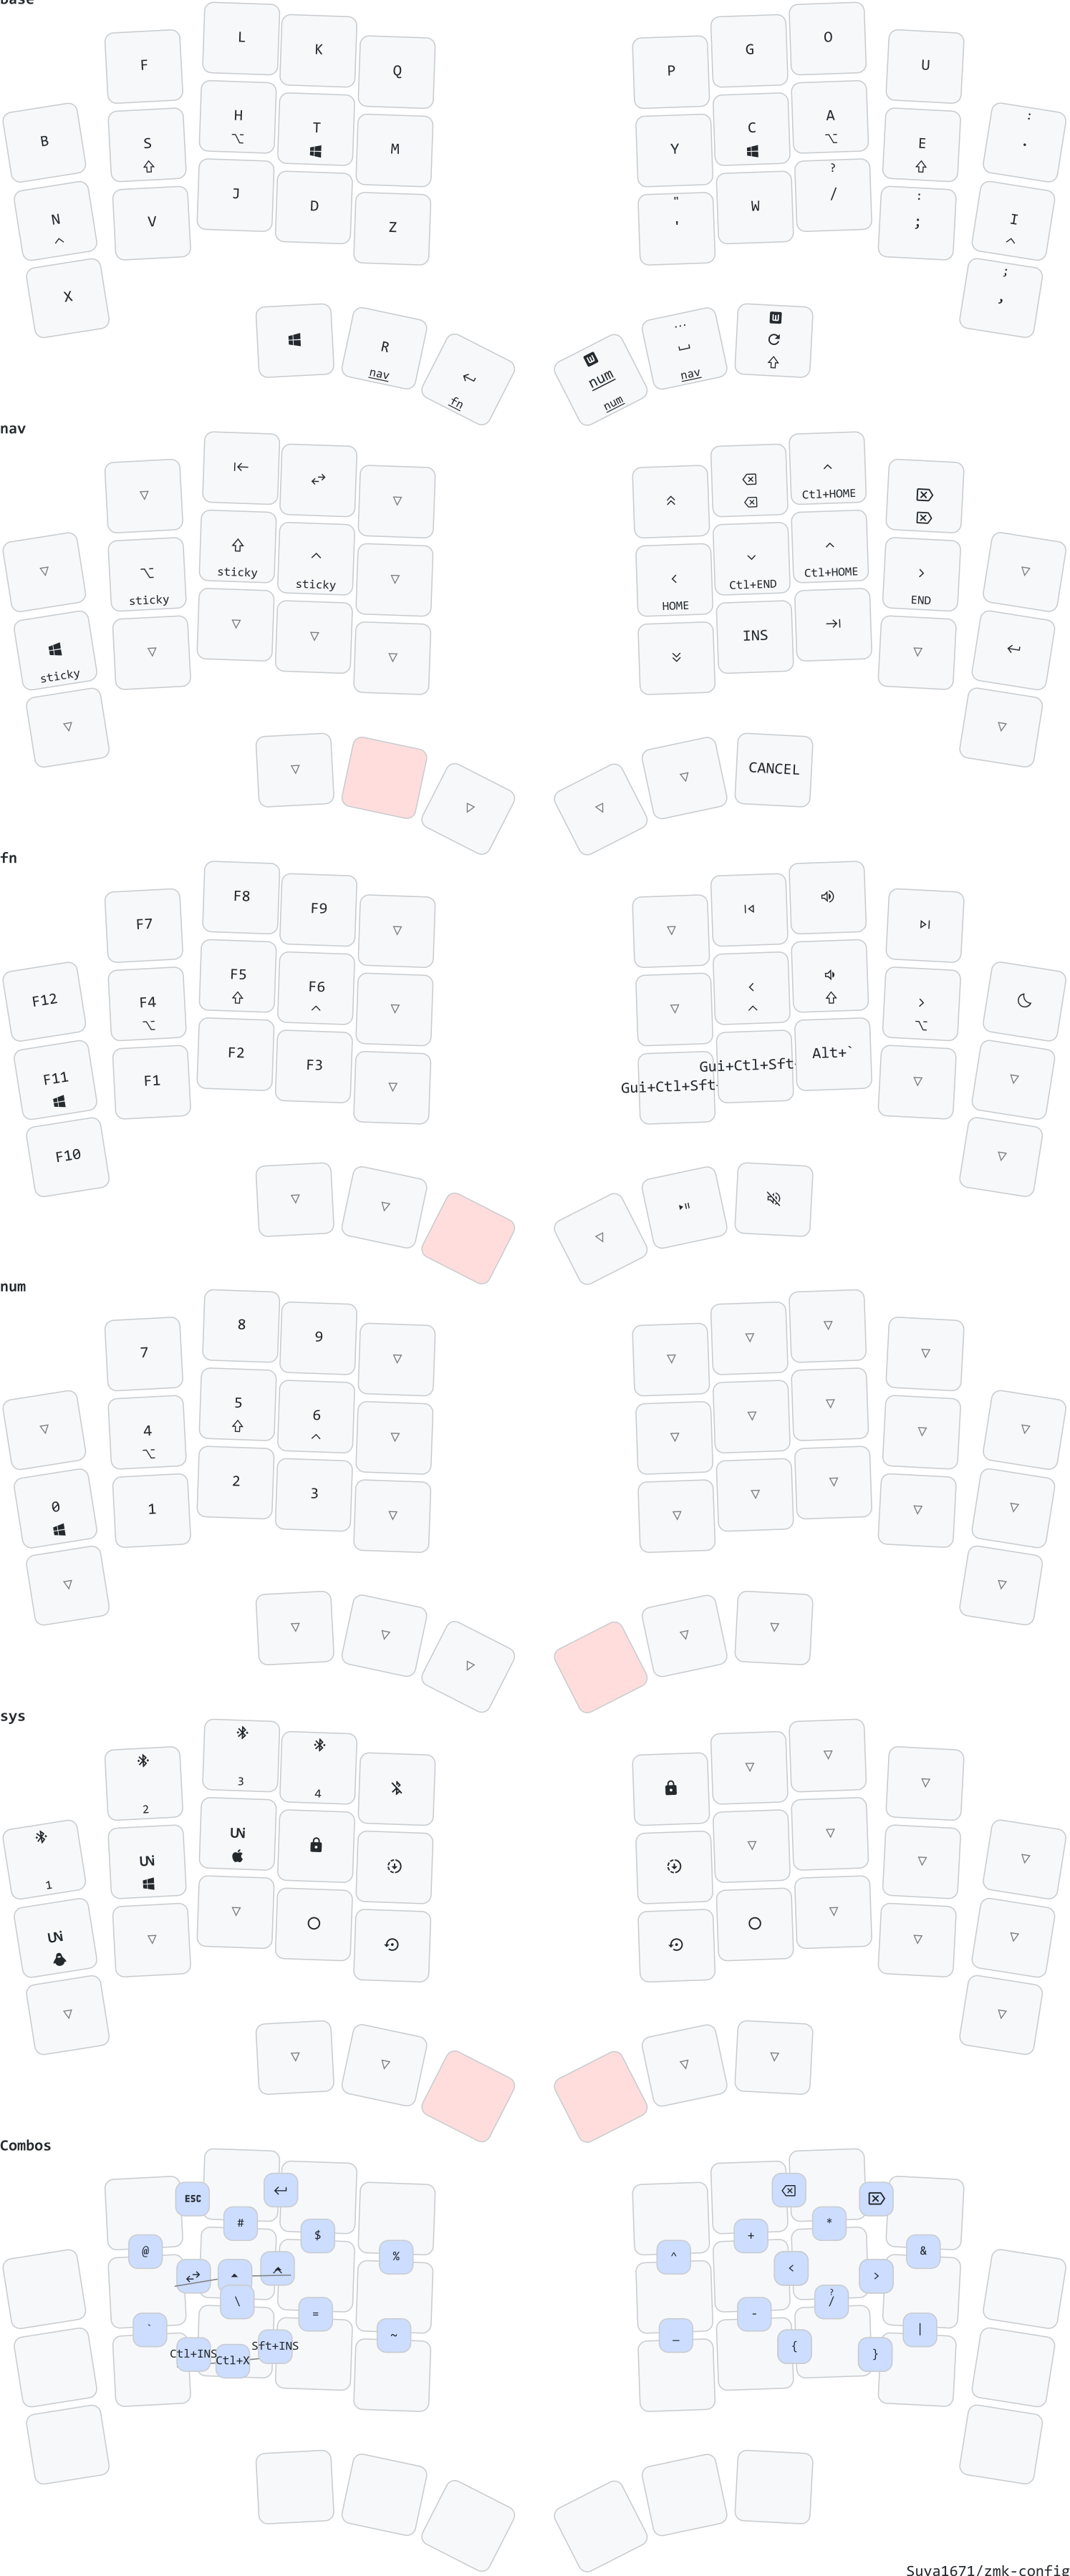 Base
B F L K Q P G O U : .
N S H T M Y C A E I
X V J D Z " ' W ? / : ; ; ,
R nav fn num num ... nav
nav
sticky sticky sticky sticky
Ctl+HOME
HOME Ctl+END Ctl+HOME END
INS
CANCEL
fn
F12 F7 F8 F9
F11 F4 F5 F6
F10 F1 F2 F3
Gui+Ctl+Sft- Gui+Ctl+Sft- Alt+`
num
7 8 9
0 4 5 6
1 2 3
sys
1 2 3 4
UNi UNi UNi
Combos
ESC
@ # $ % ^ + * &
< >
` \ = ~ _ - ? / |
Ctl+INS Ctl+X Sft+INS { }
Suva1671/zmk-config